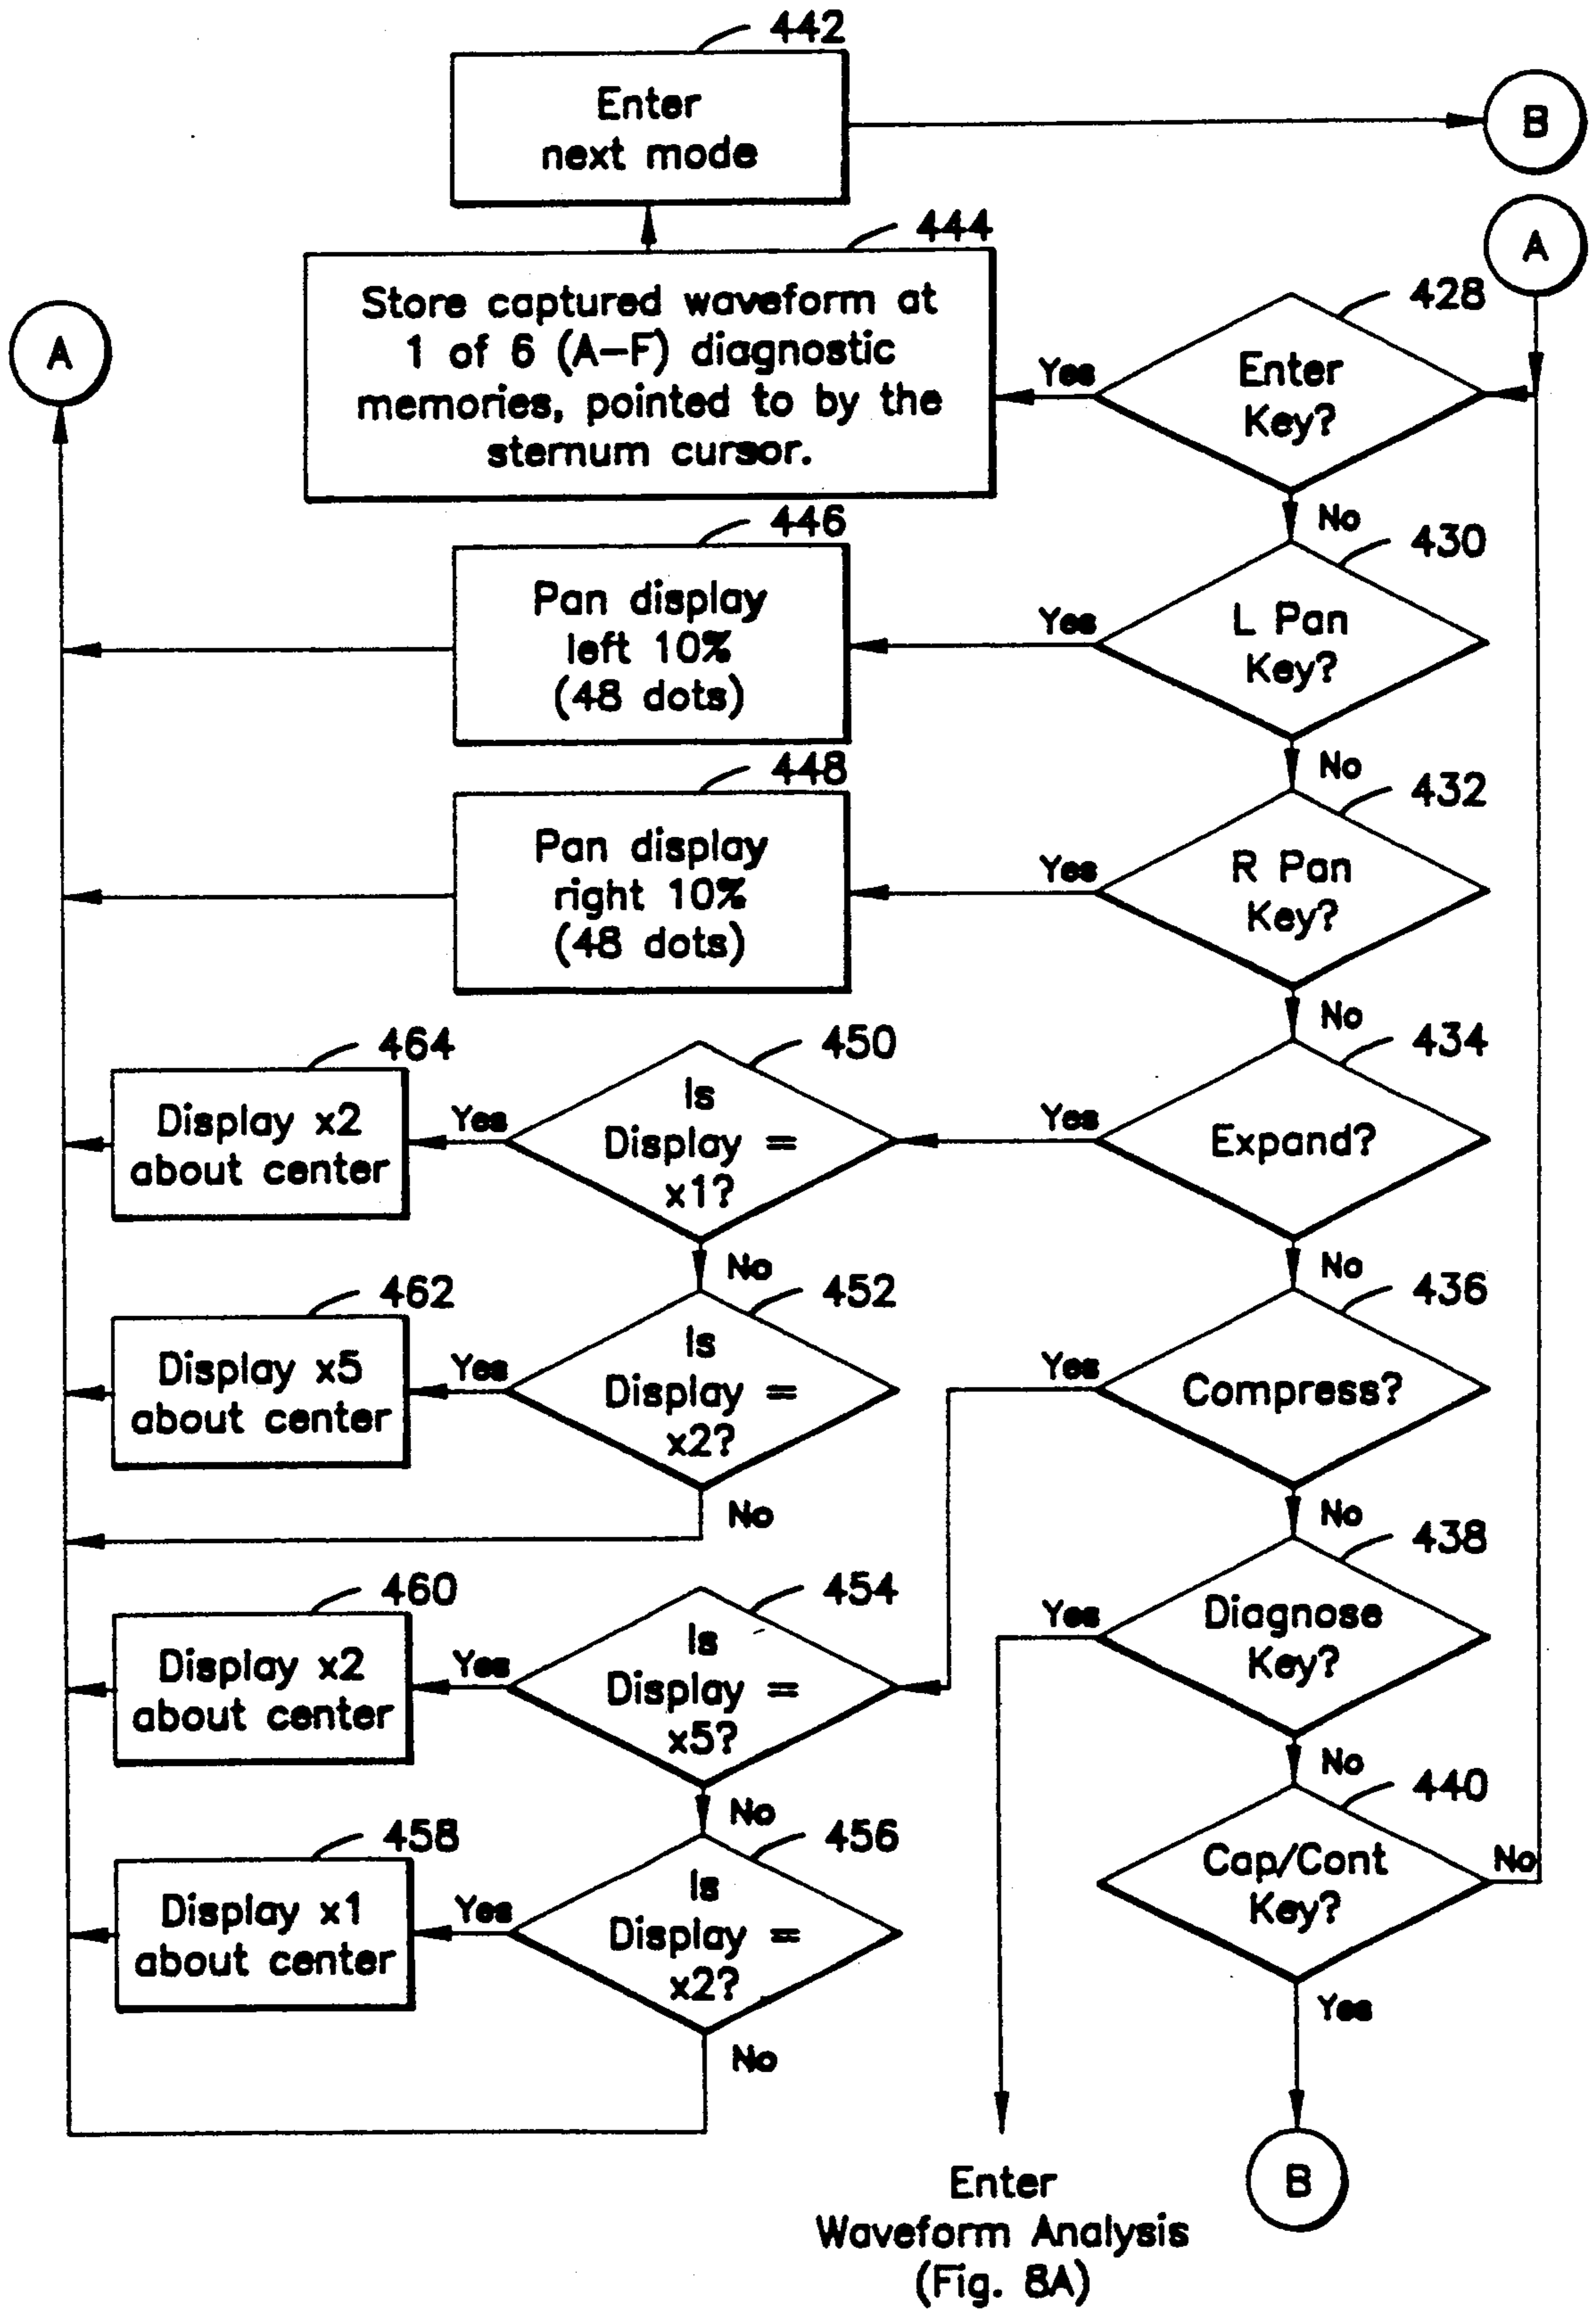 442
Enter
next mode
B
444
Store captured waveform at
1 of 6 (A-F) diagnostic
memories, pointed to by the
sternum cursor.
A
A
428
Enter
Key?
Yes
No
446
Pan display
left 10%
(48 dots)
430
L Pan
Key?
Yes
No
448
Pan display
right 10%
(48 dots)
432
R Pan
Key?
Yes
No
464
Display x2
about center
Yes
450
Is
Display =
x1?
No
434
Expand?
Yes
No
462
Display x5
about center
Yes
452
Is
Display =
x2?
No
436
Compress?
Yes
No
460
Display x2
about center
Yes
454
Is
Display =
x5?
No
438
Diagnose
Key?
Yes
No
458
Display x1
about center
Yes
456
Is
Display =
x2?
No
440
Cap/Cont
Key?
No
Yes
B
Enter
Waveform Analysis
(Fig. 8A)